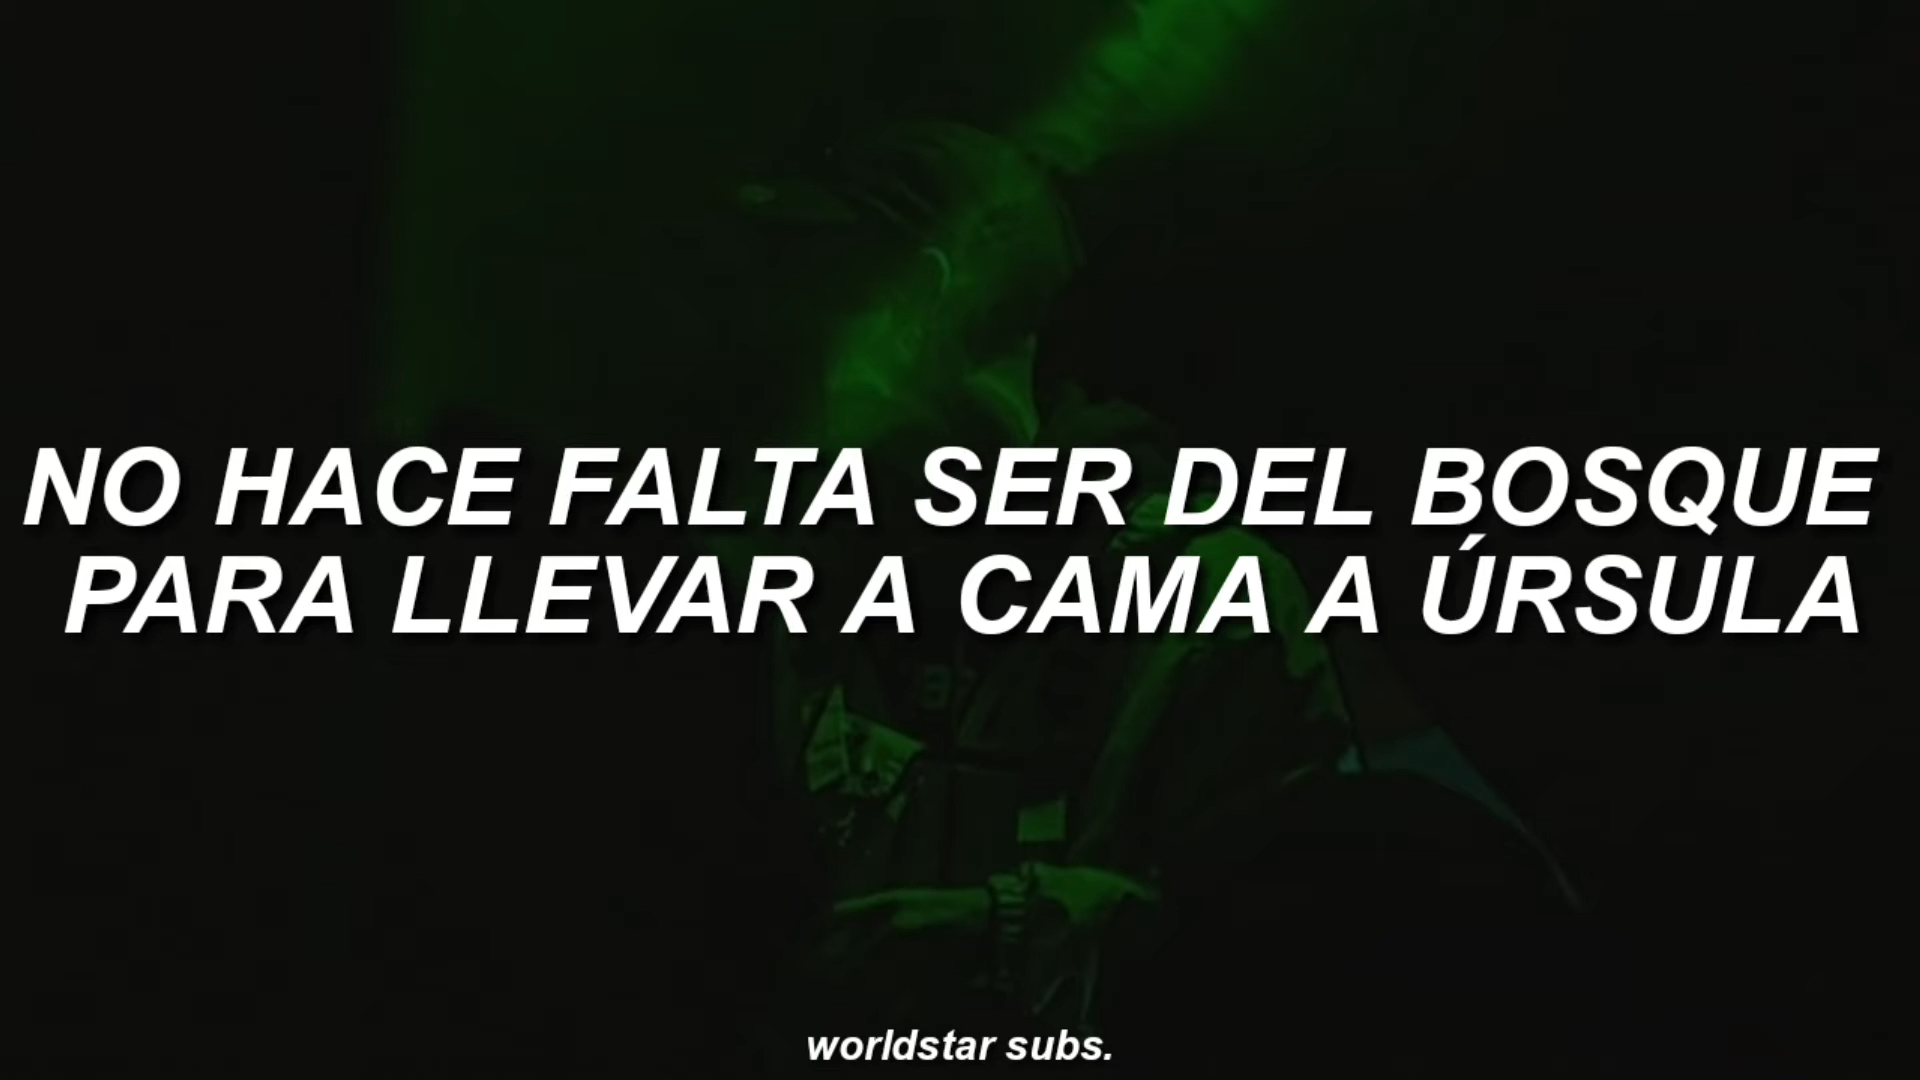 NO HACE FALTA SER DEL BOSQUE
PARA LLEVAR A CAMA A ÚRSULA
worldstar subs.